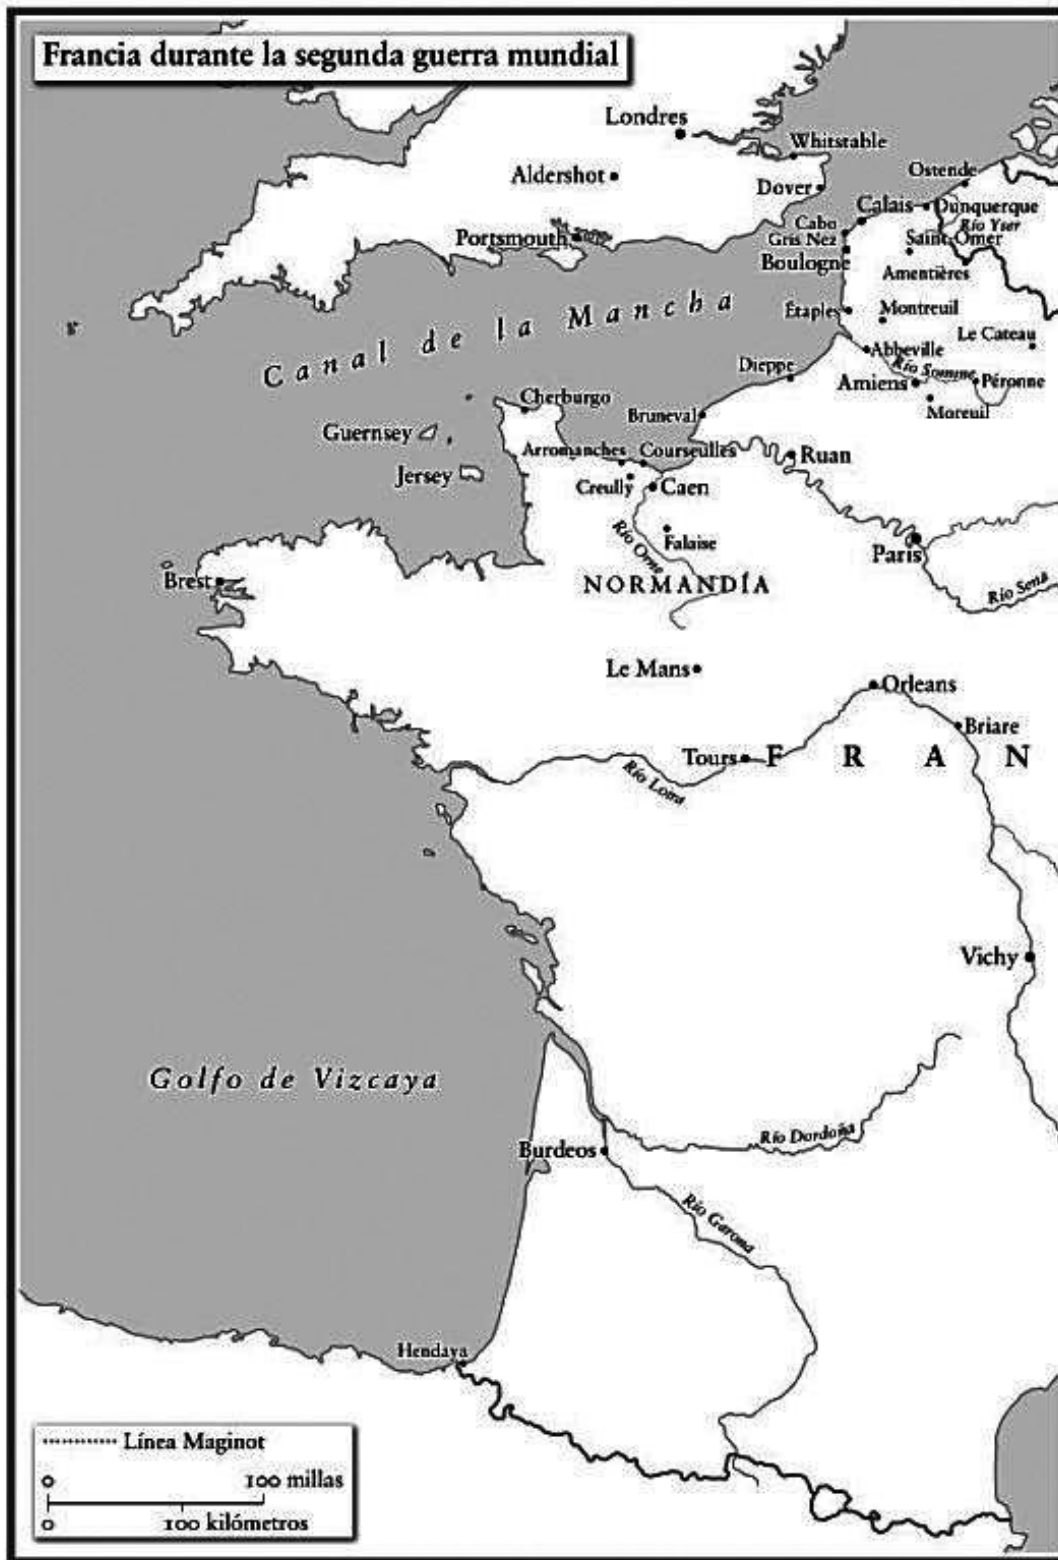 Francia durante la segunda guerra mundial
Londres
Whitstable
Aldershot
Dover
Ostende
Calais
Dunquerque
Cabo
Gris Nez
Río Yser
Portsmouth
Saint Omer
Boulogne
Amentières
Étaples
Montreuil
Canal de la Mancha
Le Cateau
Abbeville
Dieppe
Río Somme
Amiens
Péronne
Cherburgo
Bruneval
Moreuil
Guernsey
Arromanches
Courseulles
Ruan
Jersey
Creully
Caen
Río Orne
Falaise
París
Brest
NORMANDÍA
Río Sena
Le Mans
Orleans
Briare
Tours
FRAN
Río Loira
Vichy
Golfo de Vizcaya
Río Dordoña
Burdeos
Río Garona
Hendaya
Línea Maginot
0 100 millas
0 100 kilómetros